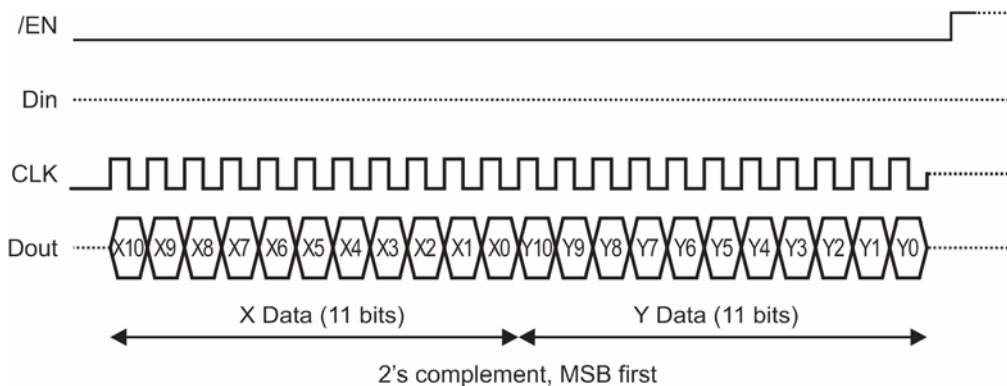 /EN
Din
CLK
Dout X10 X9 X8 X7 X6 X5 X4 X3 X2 X1 X0 Y10 Y9 Y8 Y7 Y6 Y5 Y4 Y3 Y2 Y1 Y0
X Data (11 bits) Y Data (11 bits)
2's complement, MSB first